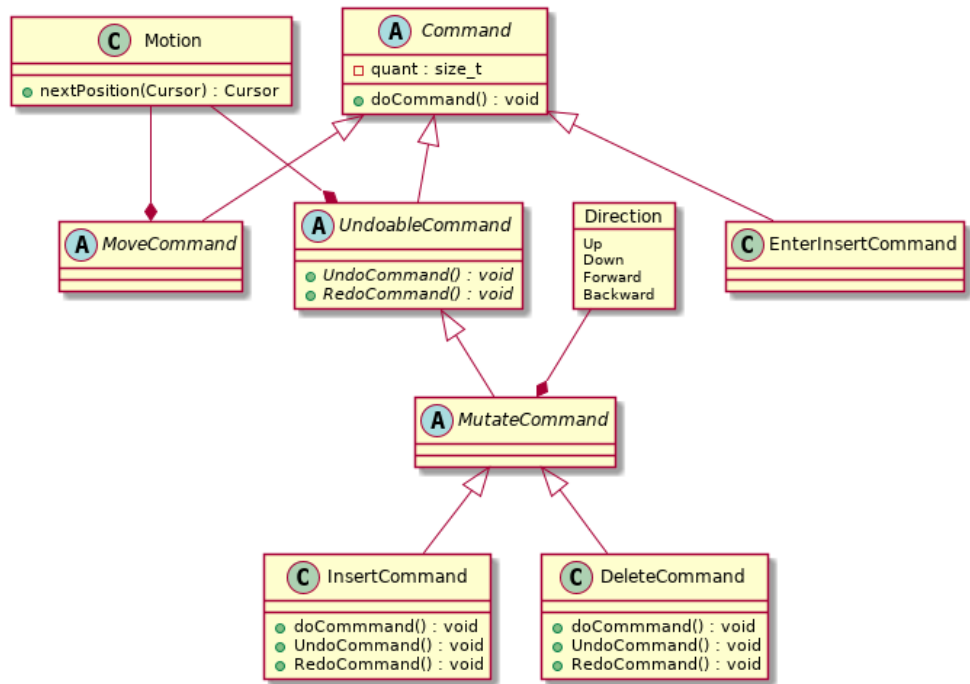 C Motion
nextPosition(Cursor) : Cursor
A Command
quant : size_t
doCommand() : void
A MoveCommand
A UndoableCommand
UndoCommand() : void
RedoCommand() : void
Direction
Up
Down
Forward
Backward
C EnterInsertCommand
A MutateCommand
C InsertCommand
doCommmand() : void
UndoCommand() : void
RedoCommand() : void
C DeleteCommand
doCommmand() : void
UndoCommand() : void
RedoCommand() : void